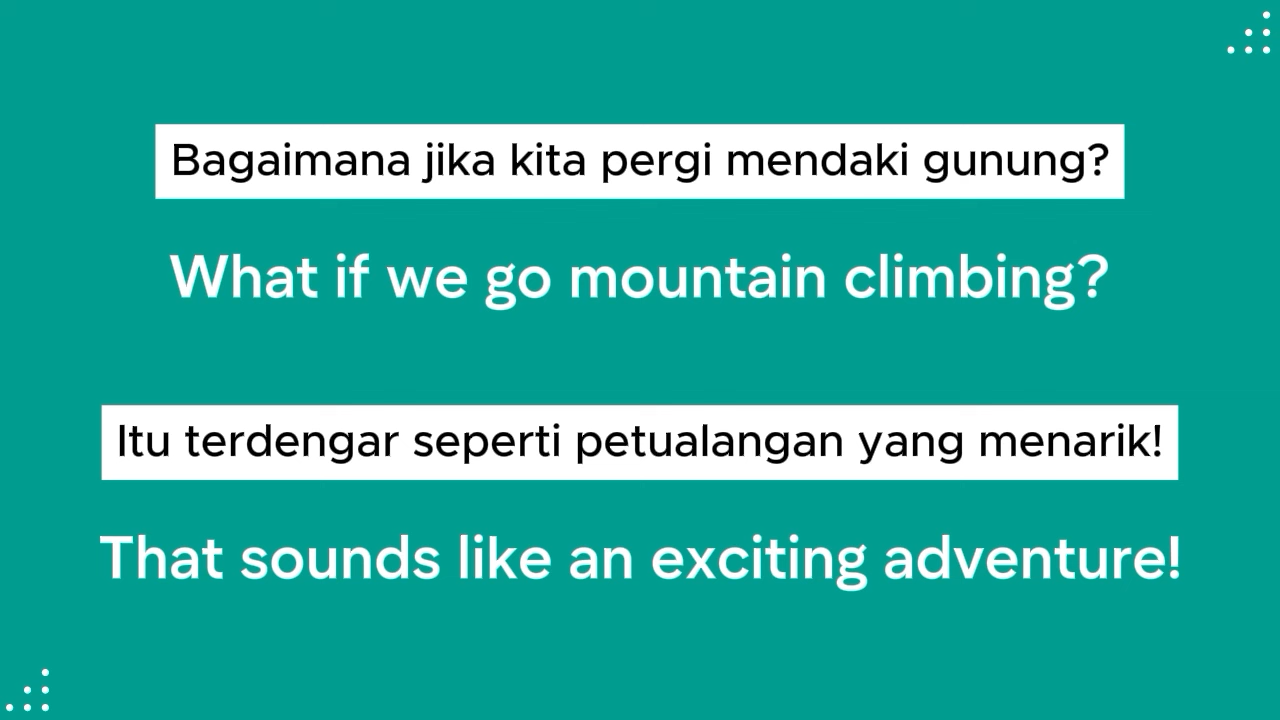 Bagaimana jika kita pergi mendaki gunung?
What if we go mountain climbing?
Itu terdengar seperti petualangan yang menarik!
That sounds like an exciting adventure!